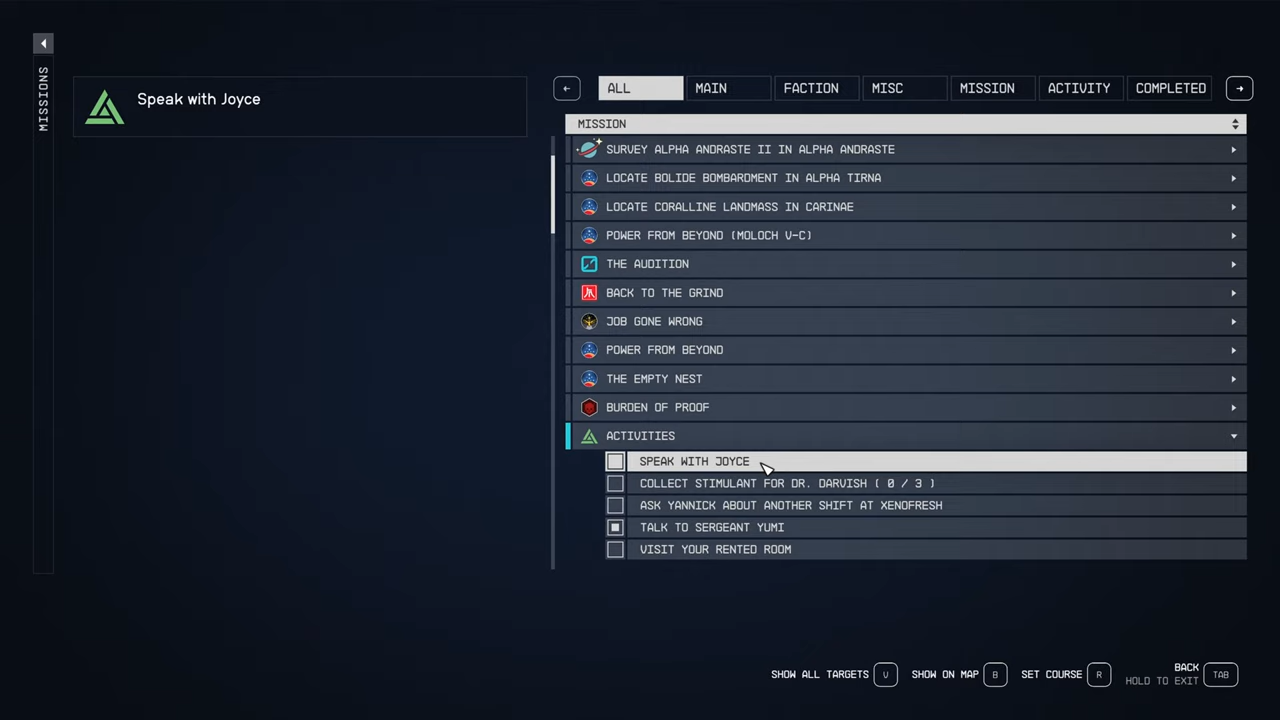 MISSIONS
Speak with Joyce
ALL MAIN FACTION MISC MISSION ACTIVITY COMPLETED
MISSION
SURVEY ALPHA ANDRASTE II IN ALPHA ANDRASTE
LOCATE BOLIDE BOMBARDMENT IN ALPHA TIRNA
LOCATE CORALLINE LANDMASS IN CARINAE
POWER FROM BEYOND (MOLOCH V-C)
THE AUDITION
BACK TO THE GRIND
JOB GONE WRONG
POWER FROM BEYOND
THE EMPTY NEST
BURDEN OF PROOF
ACTIVITIES
SPEAK WITH JOYCE
COLLECT STIMULANT FOR DR. DARVISH ( 0 / 3 )
ASK YANNICK ABOUT ANOTHER SHIFT AT XENOFRESH
TALK TO SERGEANT YUMI
VISIT YOUR RENTED ROOM
SHOW ALL TARGETS V SHOW ON MAP B SET COURSE R BACK TAB
HOLD TO EXIT